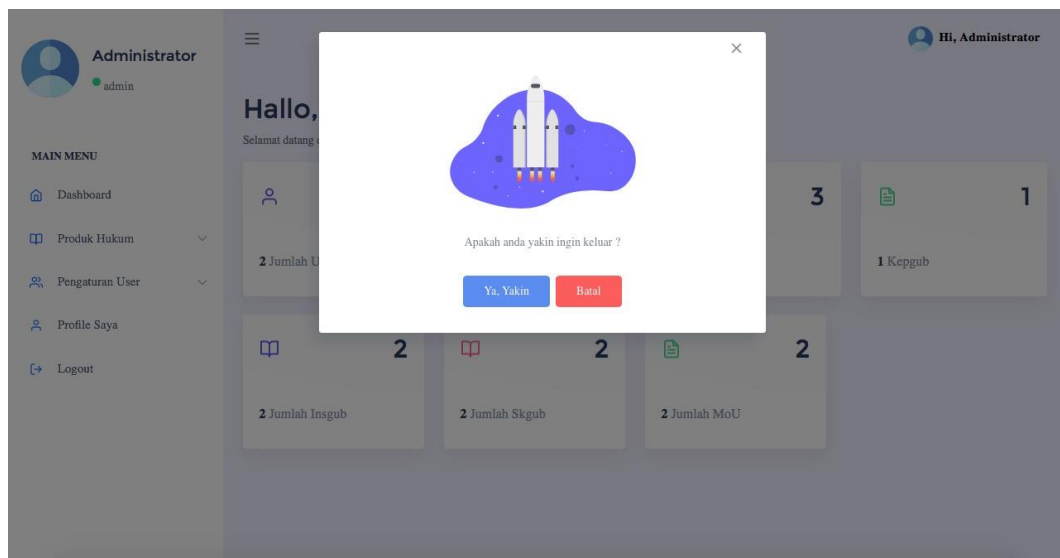 Administrator
admin
MAIN MENU
Dashboard
Produk Hukum
Pengaturan User
Profile Saya
Logout
Hi, Administrator
Hallo,
Selamat datang
2 Jumlah U
3
1
1 Kepgub
2
2 Jumlah Insgub
2
2 Jumlah Skgub
2
2 Jumlah MoU
Apakah anda yakin ingin keluar ?
Ya, Yakin
Batal